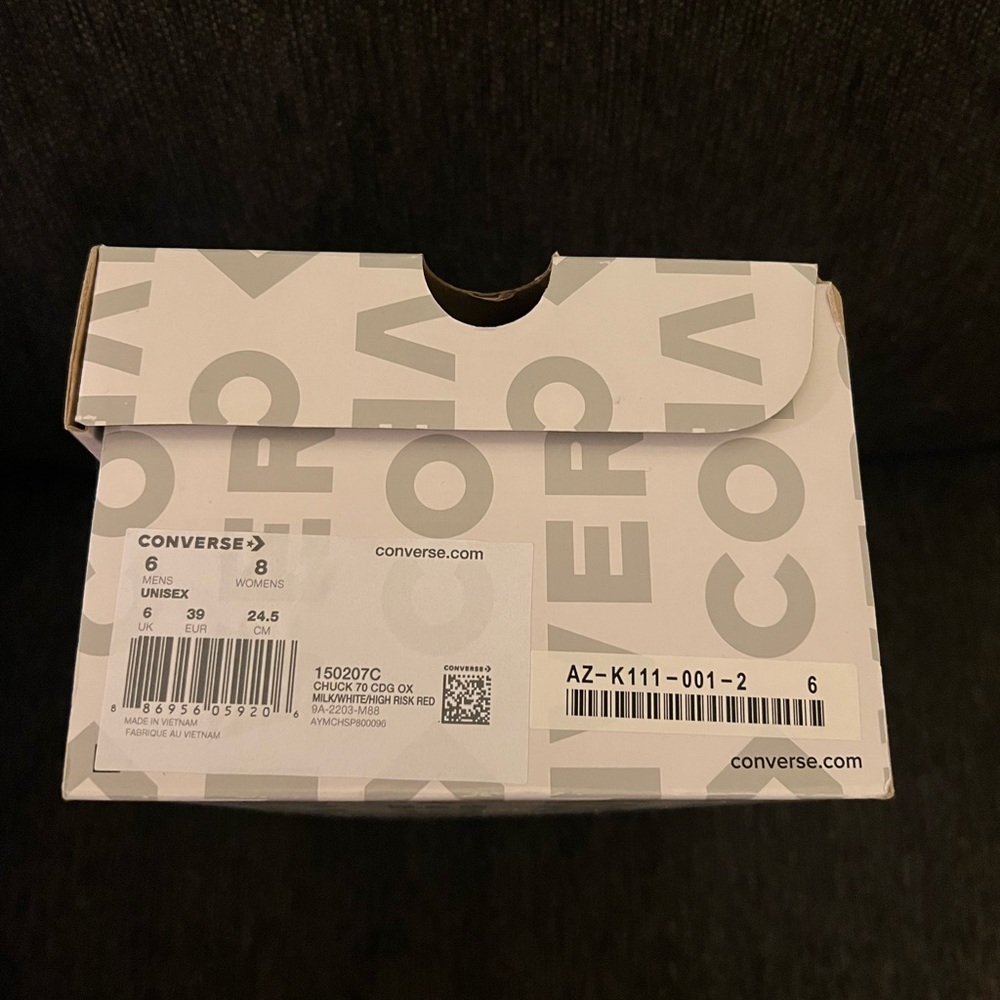 CONVERSE
converse.com
6 8
MENS WOMENS
UNISEX
6 39 24.5
UK EUR CM
8 86956 05920 6
MADE IN VIETNAM
FABRIQUE AU VIETNAM
150207C
CHUCK 70 CDG OX
MILK/WHITE/HIGH RISK RED
9A-2203-M88
AYMCHSP800096
CONVERSE
AZ-K111-001-2 6
converse.com